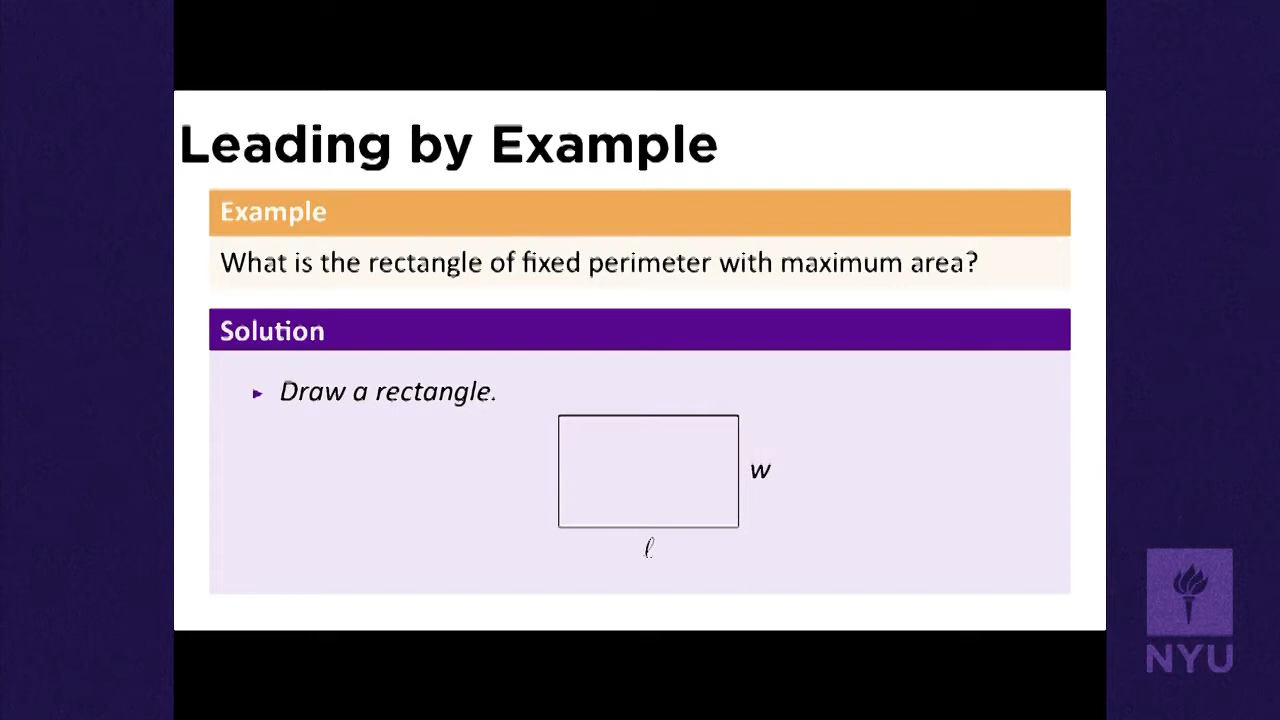 Leading by Example
Example
What is the rectangle of fixed perimeter with maximum area?
Solution
▸ Draw a rectangle.
w
ℓ
NYU